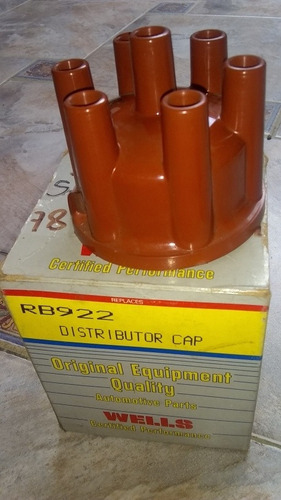 S
78
Certified Performance
REPLACES
RB922
DISTRIBUTOR CAP
Original Equipment
Quality
Automotive Parts
WELLS
Certified Performance